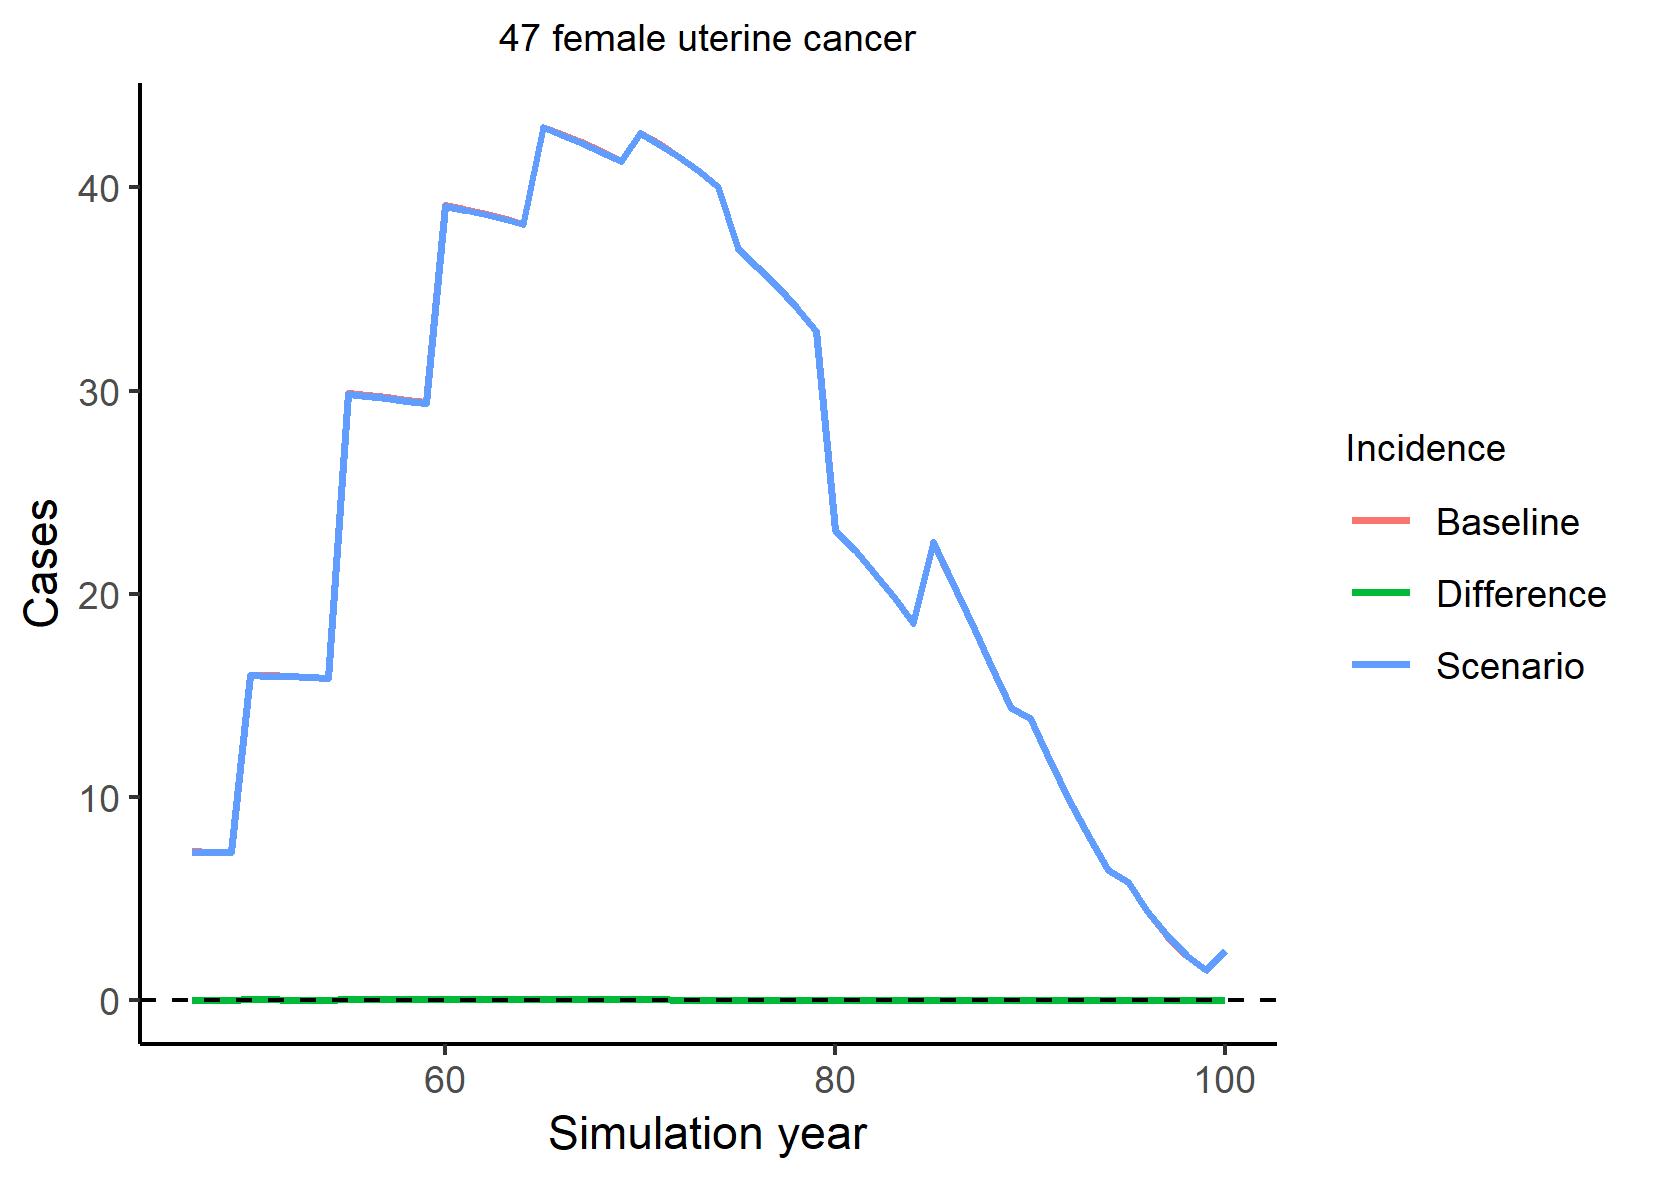 47 female uterine cancer
Cases
40
30
20
10
0
60 80 100
Simulation year
Incidence
Baseline
Difference
Scenario